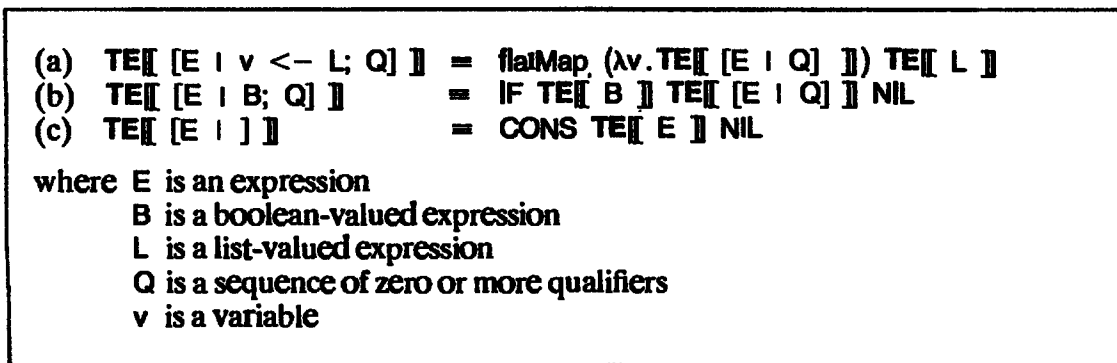 (a) TE⟦ [E | v <- L; Q] ⟧ = flatMap (λv.TE⟦ [E | Q] ⟧) TE⟦ L ⟧
(b) TE⟦ [E | B; Q] ⟧ = IF TE⟦ B ⟧ TE⟦ [E | Q] ⟧ NIL
(c) TE⟦ [E | ] ⟧ = CONS TE⟦ E ⟧ NIL
where E is an expression
B is a boolean-valued expression
L is a list-valued expression
Q is a sequence of zero or more qualifiers
v is a variable